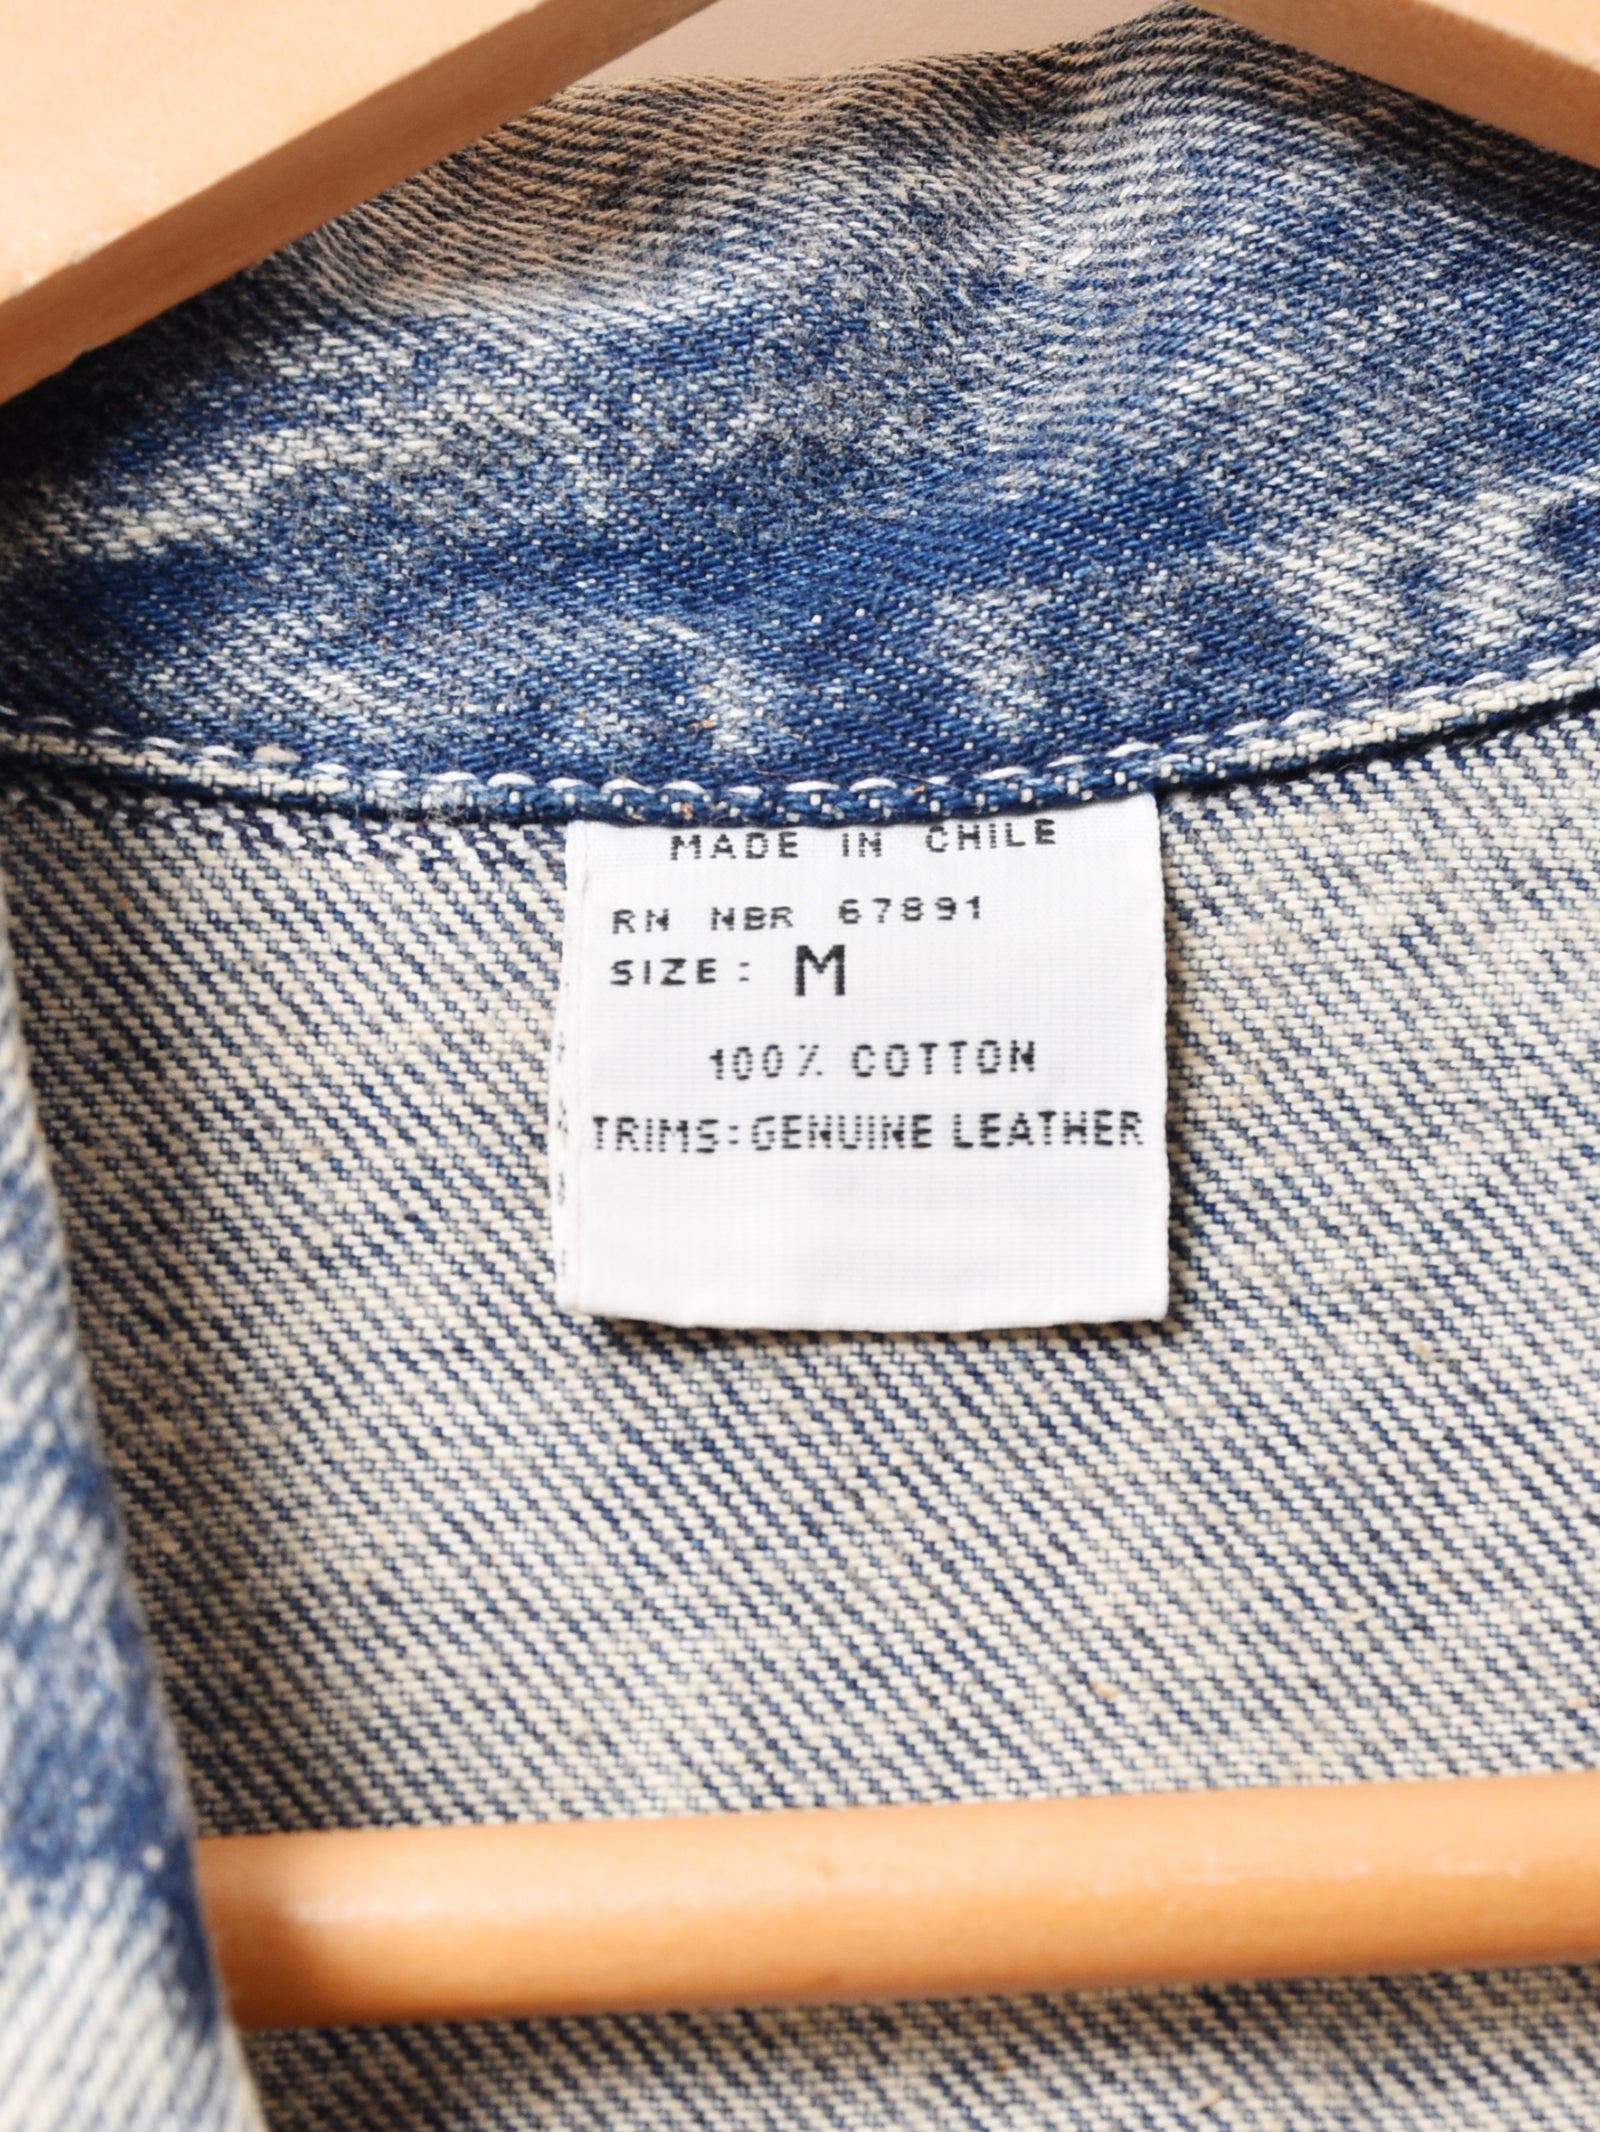 MADE IN CHILE
RN NBR 67891
SIZE: M
100% COTTON
TRIMS:GENUINE LEATHER